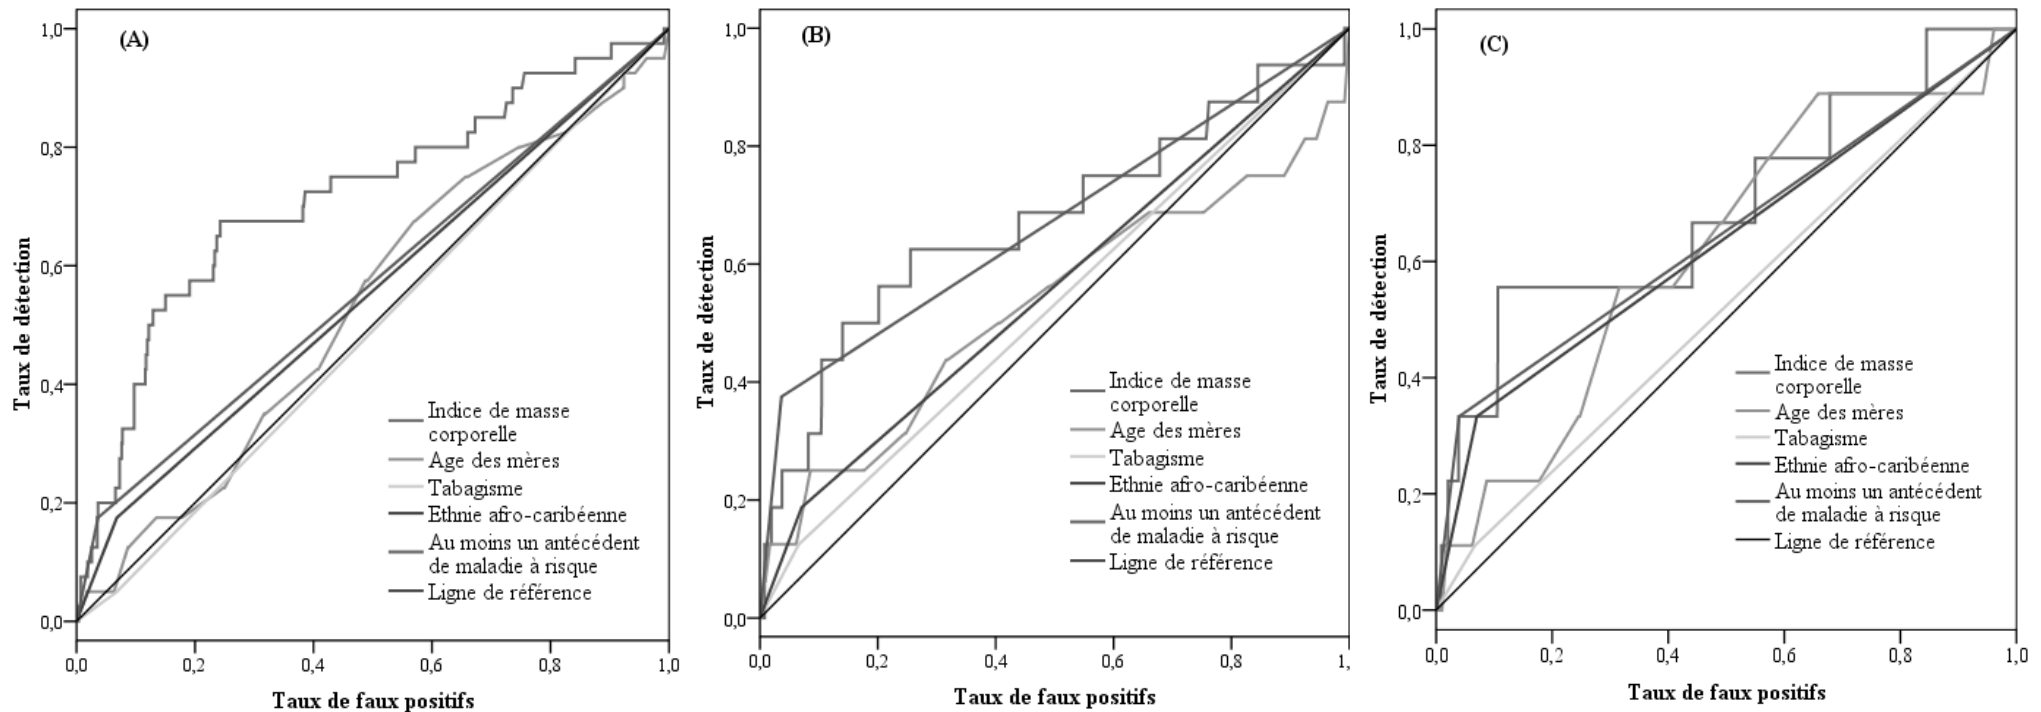 (A)
Taux de détection
1,0
0,8
0,6
0,4
0,2
0,0
0,0 0,2 0,4 0,6 0,8 1,0
Taux de faux positifs
Indice de masse
corporelle
Age des mères
Tabagisme
Ethnie afro-caribéenne
Au moins un antécédent
de maladie à risque
Ligne de référence
(B)
Taux de détection
1,0
0,8
0,6
0,4
0,2
0,0
0,0 0,2 0,4 0,6 0,8 1,
Taux de faux positifs
Indice de masse
corporelle
Age des mères
Tabagisme
Ethnie afro-caribéenne
Au moins un antécédent
de maladie à risque
Ligne de référence
(C)
Taux de détection
1,0
0,8
0,6
0,4
0,2
0,0
0,0 0,2 0,4 0,6 0,8 1,0
Taux de faux positifs
Indice de masse
corporelle
Age des mères
Tabagisme
Ethnie afro-caribéenne
Au moins un antécédent
de maladie à risque
Ligne de référence